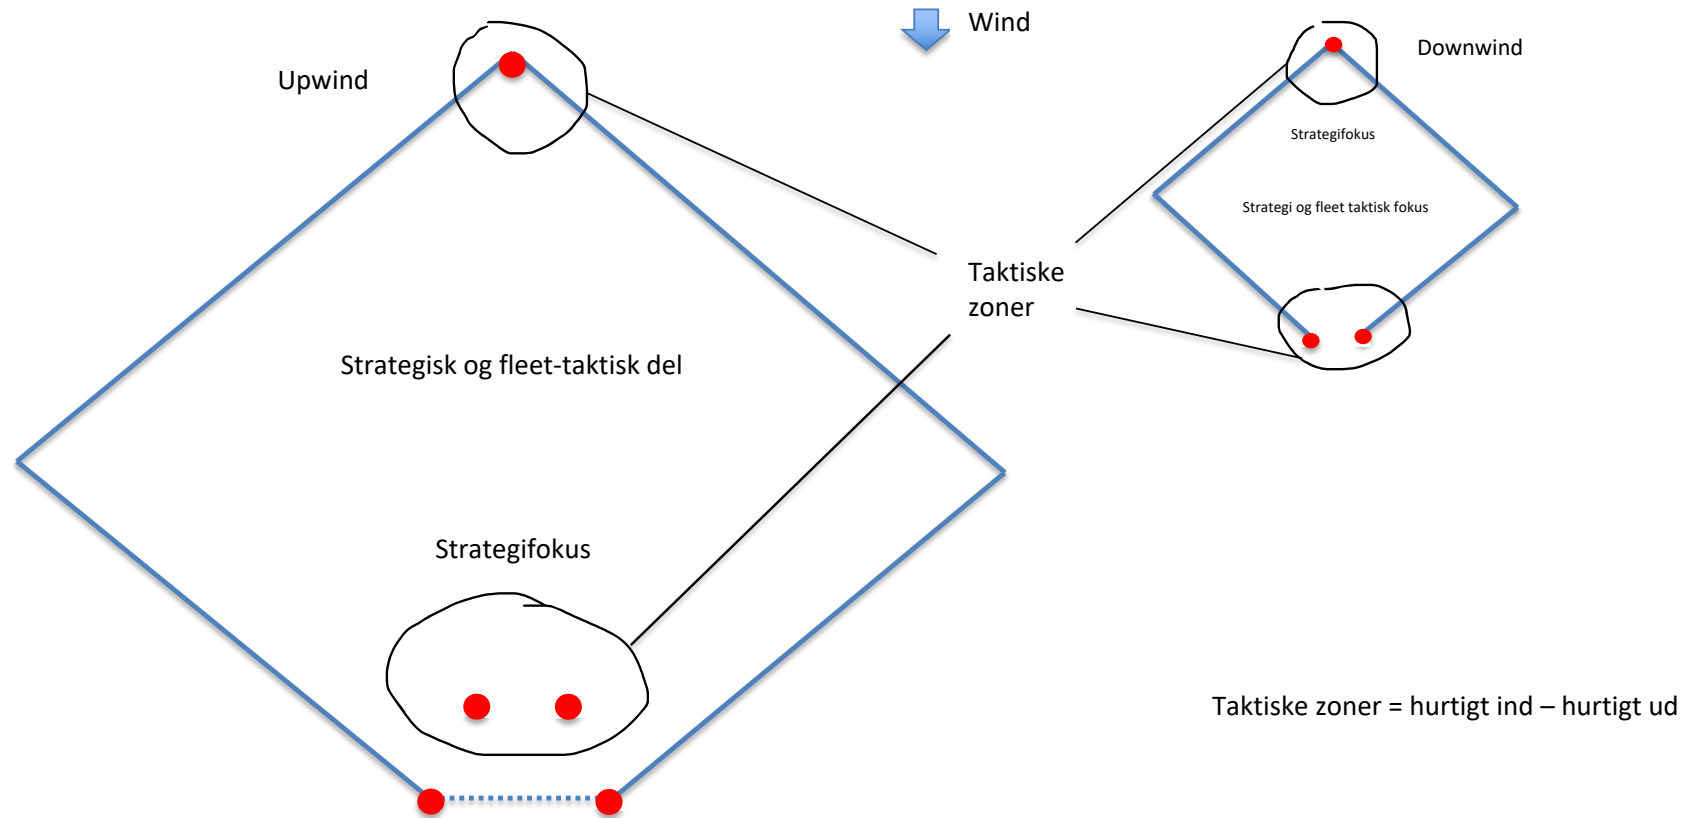 Wind
Upwind
Downwind
Strategifokus
Strategi og fleet taktisk fokus
Taktiske
zoner
Strategisk og fleet-taktisk del
Strategifokus
Taktiske zoner = hurtigt ind – hurtigt ud